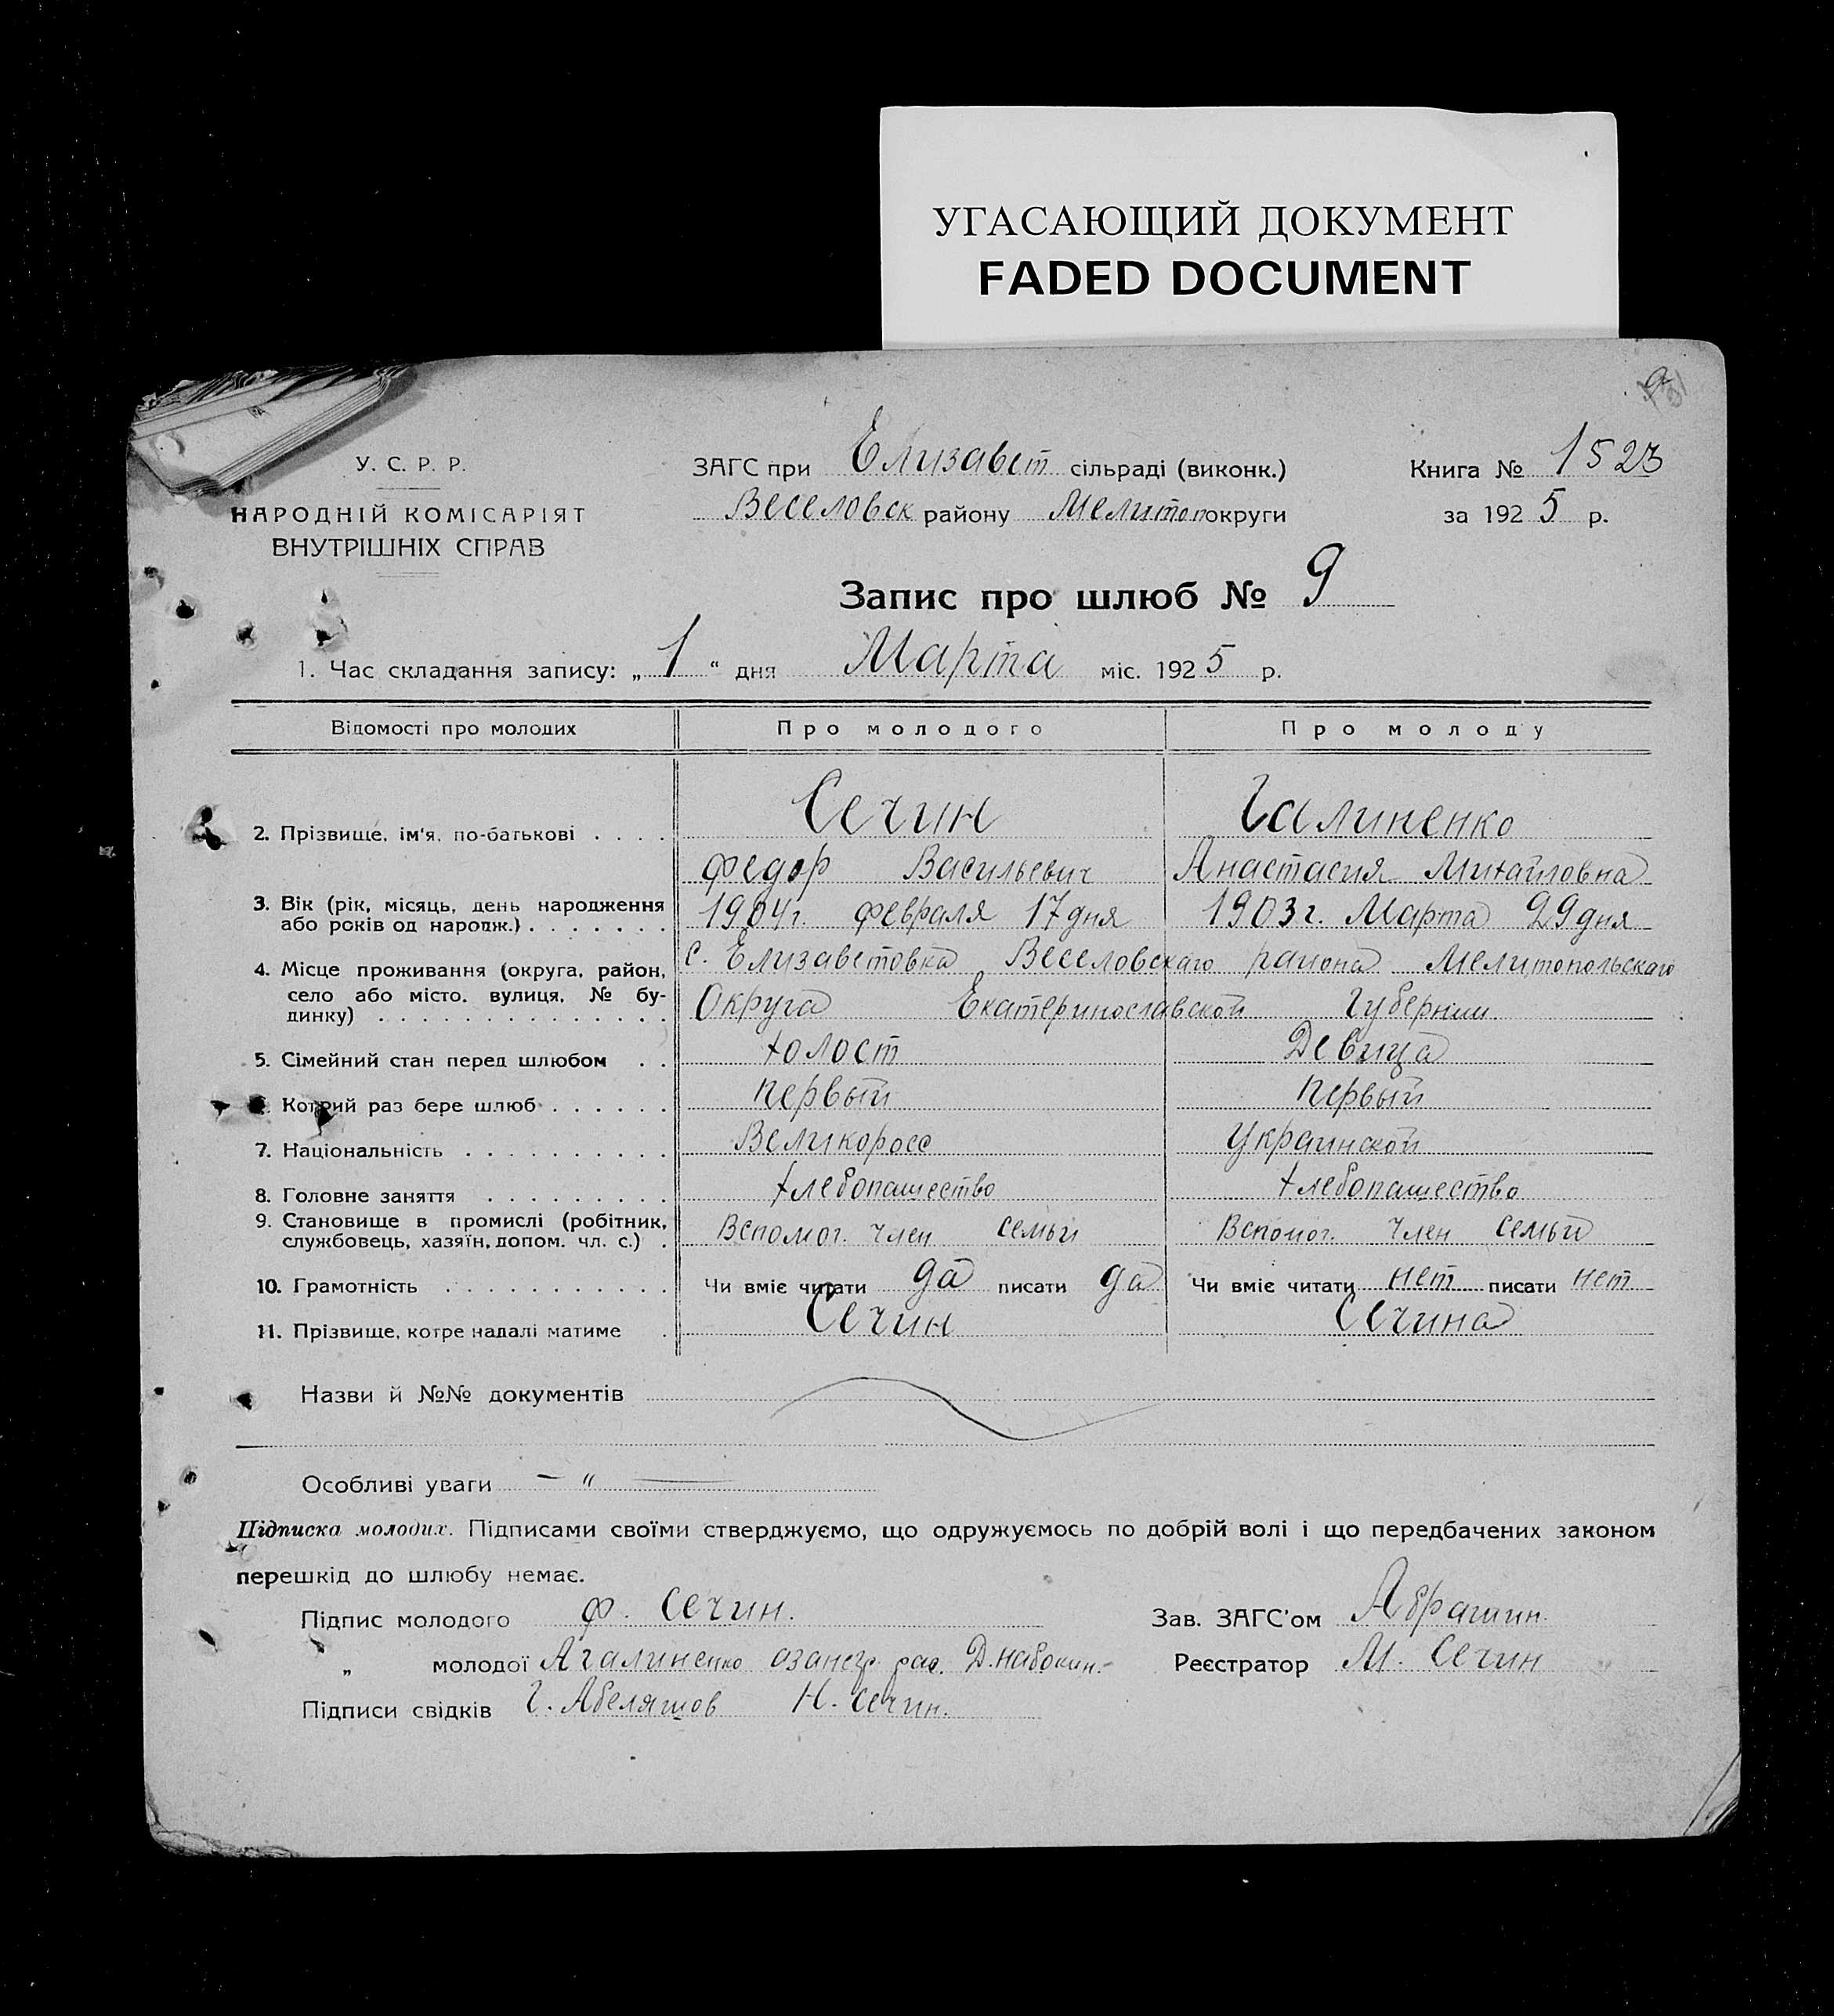 УГАСАЮЩИЙ ДОКУМЕНТ
FADED DOCUMENT
У. С. Р. Р.
НАРОДНІЙ КОМІСАРІЯТ
ВНУТРІШНІХ СПРАВ
ЗАГС при Елизавет сільраді (виконк.)
Веселовск району Мелитоп округи
Книга № 1523
за 1925 р.
Запис про шлюб № 9
1. Час складання запису: „1“ дня Марта міс. 1925 р.
Відомості про молодих Про молодого Про молоду
2. Прізвище, ім'я, по-батькові . . . . Сечин Галиненко
Федор Васильевич Анастасия Михайловна
3. Вік (рік, місяць, день народження
або років од народж.) . . . . . . . 1904 г. февраля 17 дня 1903 г. Марта 29 дня
4. Місце проживання (округа, район, с. Елизаветовка Веселовскаго района Мелитопольскаго
село або місто, вулиця, № бу-
динку) . . . . . . . . . . . . . . Округа Екатеринославской Губернии
5. Сімейний стан перед шлюбом . . холост Девица
6. Котрий раз бере шлюб . . . . . . первый первый
7. Національність . . . . . . . . . . Великоросс Украинской
8. Головне заняття . . . . . . . . . хлебопашество хлебопашество
9. Становище в промислі (робітник,
службовець, хазяїн, допом. чл. с.) . Вспомог. член семьи Вспомог. Член семьи
10. Грамотність . . . . . . . . . . . Чи вміє читати да писати да Чи вміє читати нет писати нет
11. Прізвище, котре надалі матиме . Сечин Сечина
Назви й №№ документів
Особливі уваги — „ —
Підписка молодих. Підписами своїми стверджуємо, що одружуємось по добрій волі і що передбачених законом
перешкід до шлюбу немає.
Підпис молодого Ф. Сечин.
Зав. ЗАГС'ом Абрашин.
„ молодої А Галиненко
Реєстратор М. Сечин
Підписи свідків Г. Абеляшов Н. Сечин.